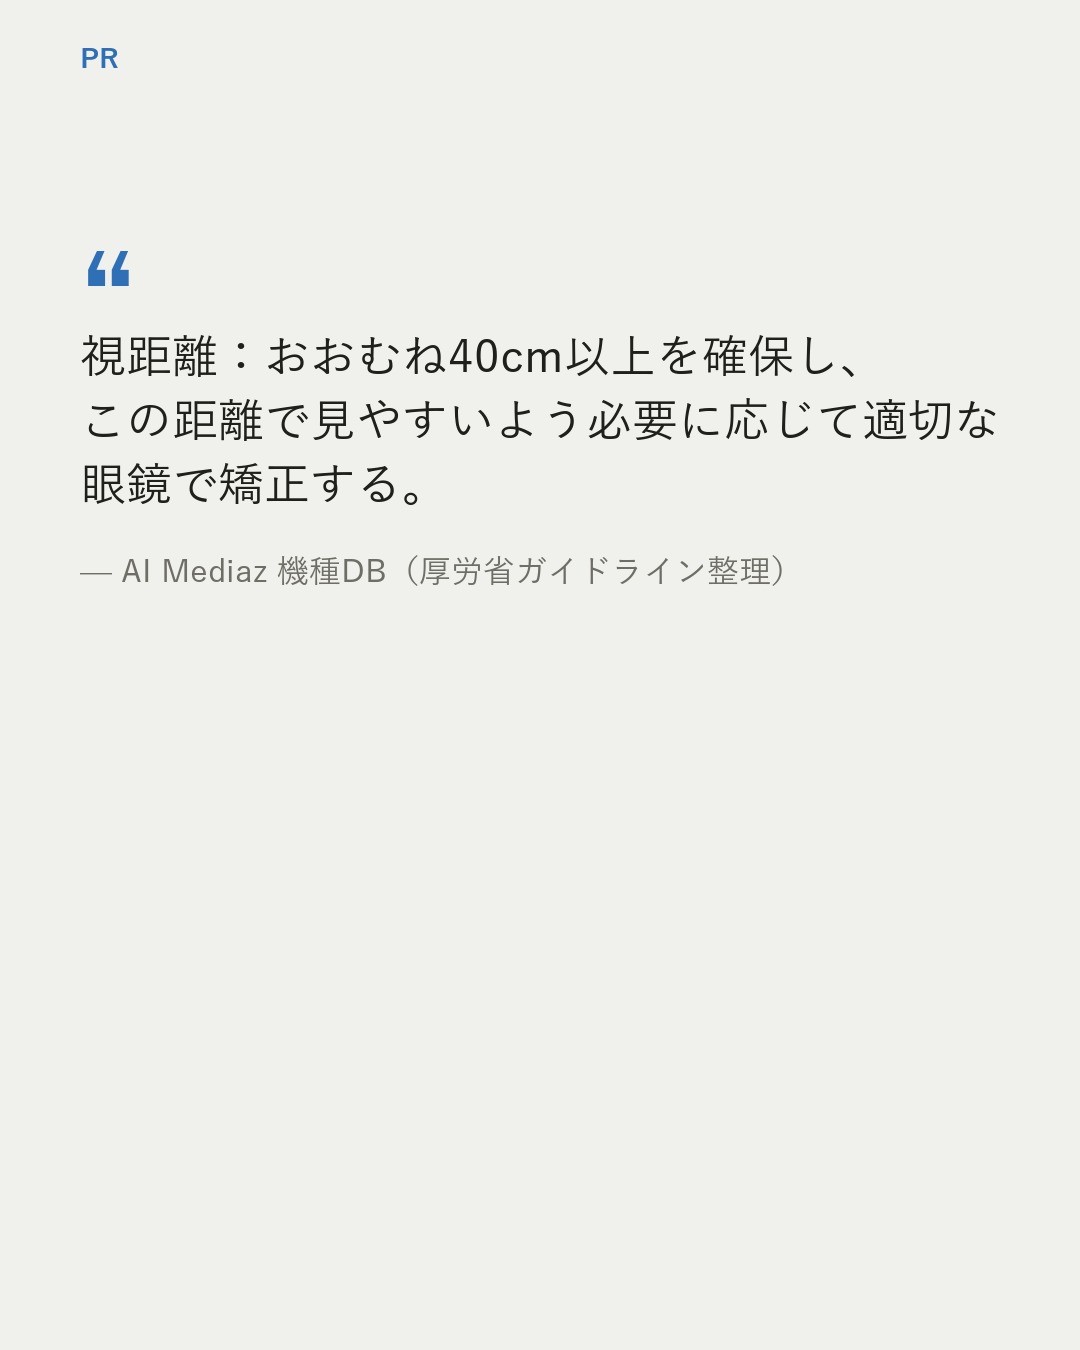 PR
“
視距離：おおむね40cm以上を確保し、
この距離で見やすいよう必要に応じて適切な
眼鏡で矯正する。
— AI Mediaz 機種DB（厚労省ガイドライン整理）